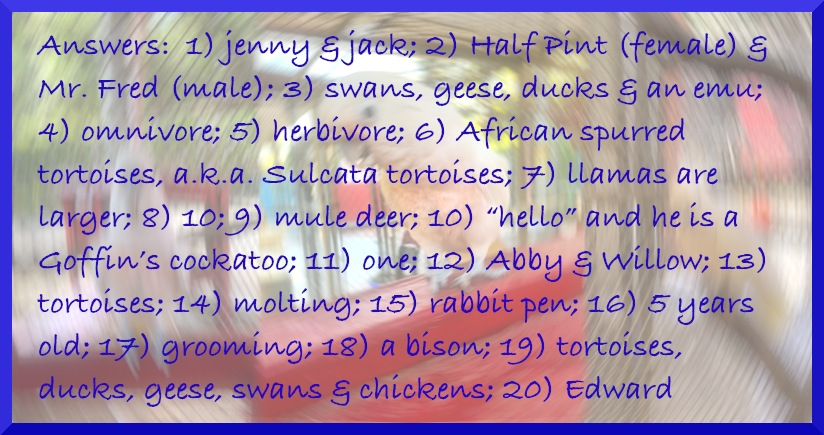 Answers:  1) jenny & jack; 2) Half Pint (female) &
Mr. Fred (male); 3) swans, geese, ducks & an emu;
4) omnivore; 5) herbivore; 6) African spurred
tortoises, a.k.a. Sulcata tortoises; 7) llamas are
larger; 8) 10; 9) mule deer; 10) “hello” and he is a
Goffin’s cockatoo; 11) one; 12) Abby & Willow; 13)
tortoises; 14) molting; 15) rabbit pen; 16) 5 years
old; 17) grooming; 18) a bison; 19) tortoises,
ducks, geese, swans & chickens; 20) Edward